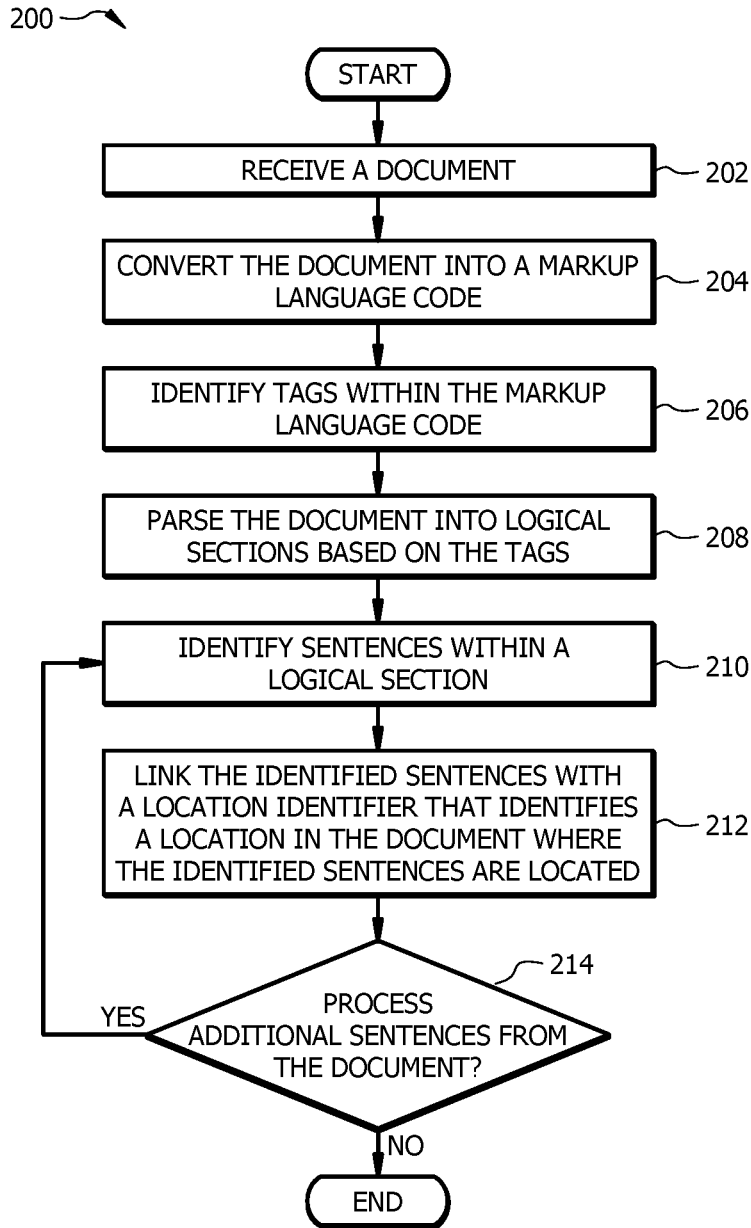 200
START
RECEIVE A DOCUMENT
202
CONVERT THE DOCUMENT INTO A MARKUP
LANGUAGE CODE
204
IDENTIFY TAGS WITHIN THE MARKUP
LANGUAGE CODE
206
PARSE THE DOCUMENT INTO LOGICAL
SECTIONS BASED ON THE TAGS
208
IDENTIFY SENTENCES WITHIN A
LOGICAL SECTION
210
LINK THE IDENTIFIED SENTENCES WITH
A LOCATION IDENTIFIER THAT IDENTIFIES
A LOCATION IN THE DOCUMENT WHERE
THE IDENTIFIED SENTENCES ARE LOCATED
212
214
YES
PROCESS
ADDITIONAL SENTENCES FROM
THE DOCUMENT?
NO
END